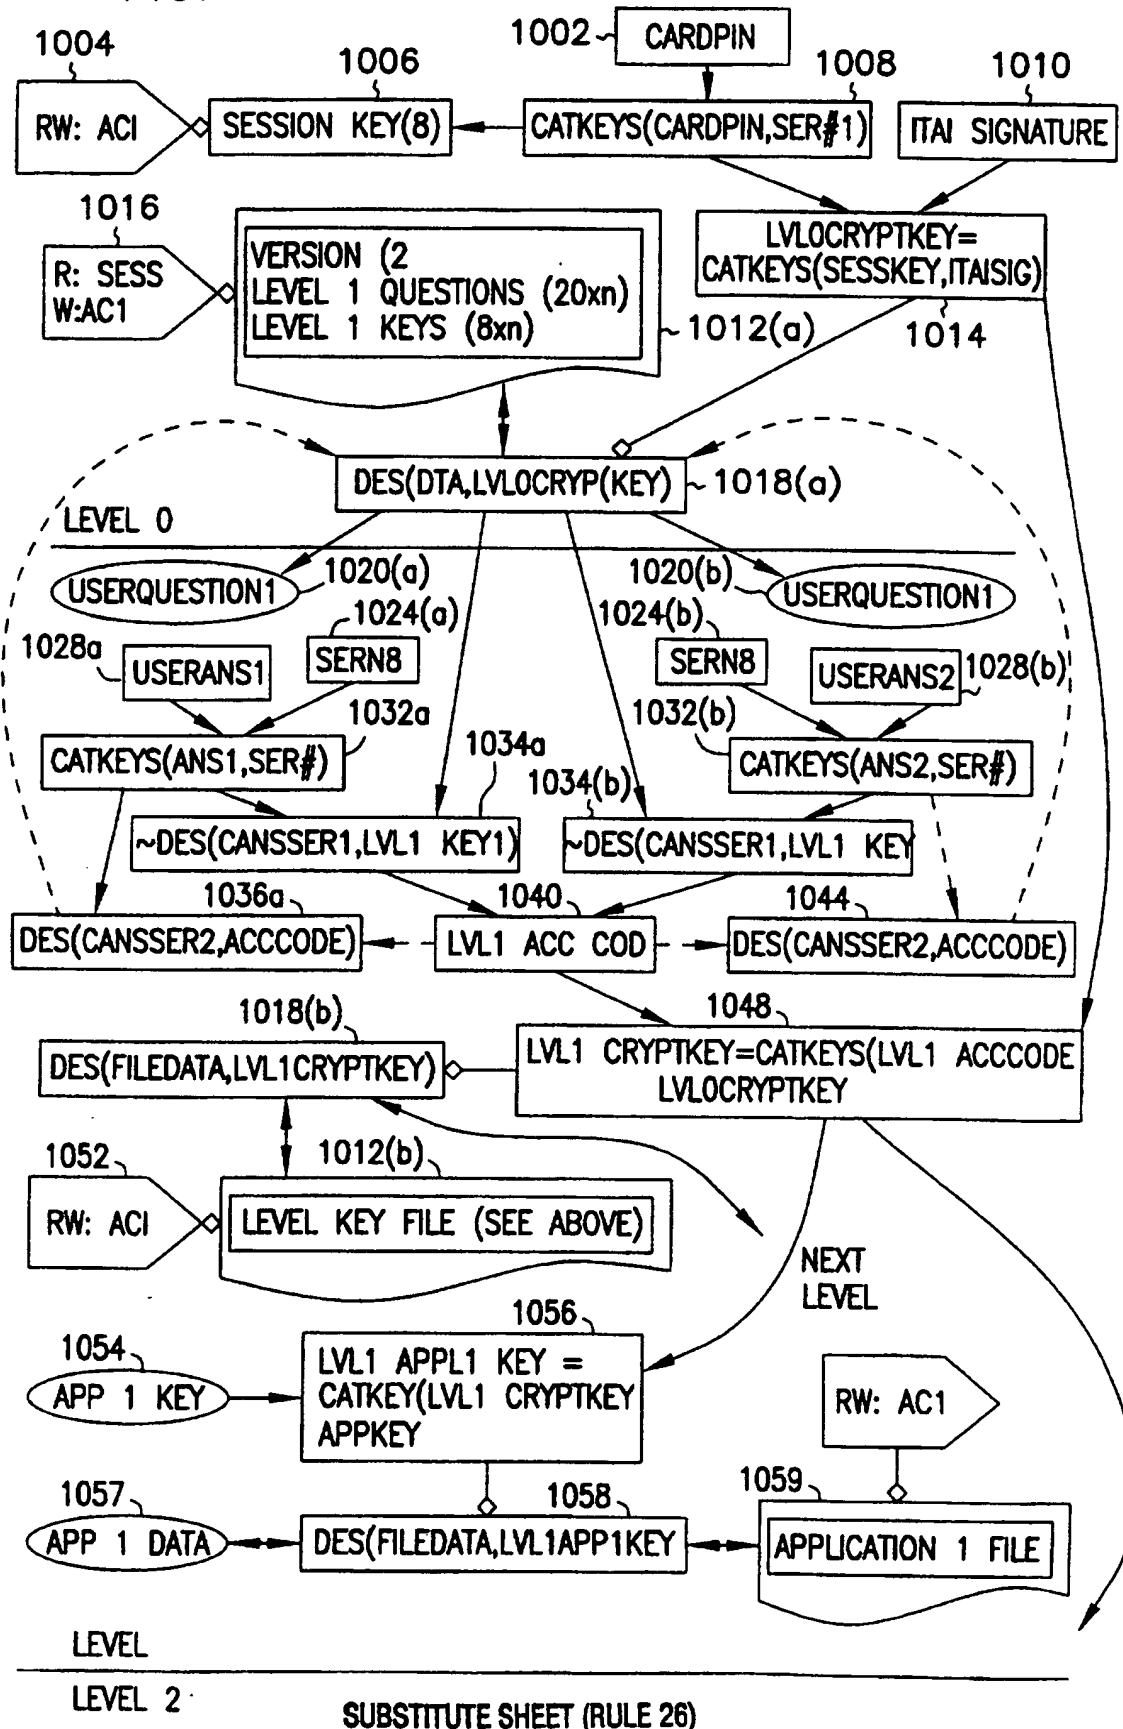 1002
CARDPIN
1004
1006
1008
1010
RW: ACI
SESSION KEY(8)
CATKEYS(CARDPIN,SER#1)
ITAI SIGNATURE
1016
R: SESS
W:AC1
VERSION (2
LEVEL 1 QUESTIONS (20xn)
LEVEL 1 KEYS (8xn)
1012(a)
LVLOCRYPTKEY=
CATKEYS(SESSKEY,ITAISIG)
1014
DES(DTA,LVLOCRYP(KEY)
1018(a)
LEVEL 0
USERQUESTION1
1020(a)
1020(b)
USERQUESTION1
1024(a)
1024(b)
1028a
USERANS1
SERN8
SERN8
USERANS2
1028(b)
1032a
1032(b)
CATKEYS(ANS1,SER#)
1034a
CATKEYS(ANS2,SER#)
1034(b)
~DES(CANSSER1,LVL1 KEY1)
~DES(CANSSER1,LVL1 KEY
1036a
1040
1044
DES(CANSSER2,ACCCODE)
LVL1 ACC COD
DES(CANSSER2,ACCCODE)
1018(b)
1048
DES(FILEDATA,LVL1CRYPTKEY)
LVL1 CRYPTKEY=CATKEYS(LVL1 ACCCODE
LVLOCRYPTKEY
1052
1012(b)
RW: ACI
LEVEL KEY FILE (SEE ABOVE)
NEXT
LEVEL
1056
1054
APP 1 KEY
LVL1 APPL1 KEY =
CATKEY(LVL1 CRYPTKEY
APPKEY
RW: AC1
1057
1058
1059
APP 1 DATA
DES(FILEDATA,LVL1APP1KEY
APPLICATION 1 FILE
LEVEL
LEVEL 2
SUBSTITUTE SHEET (RULE 26)